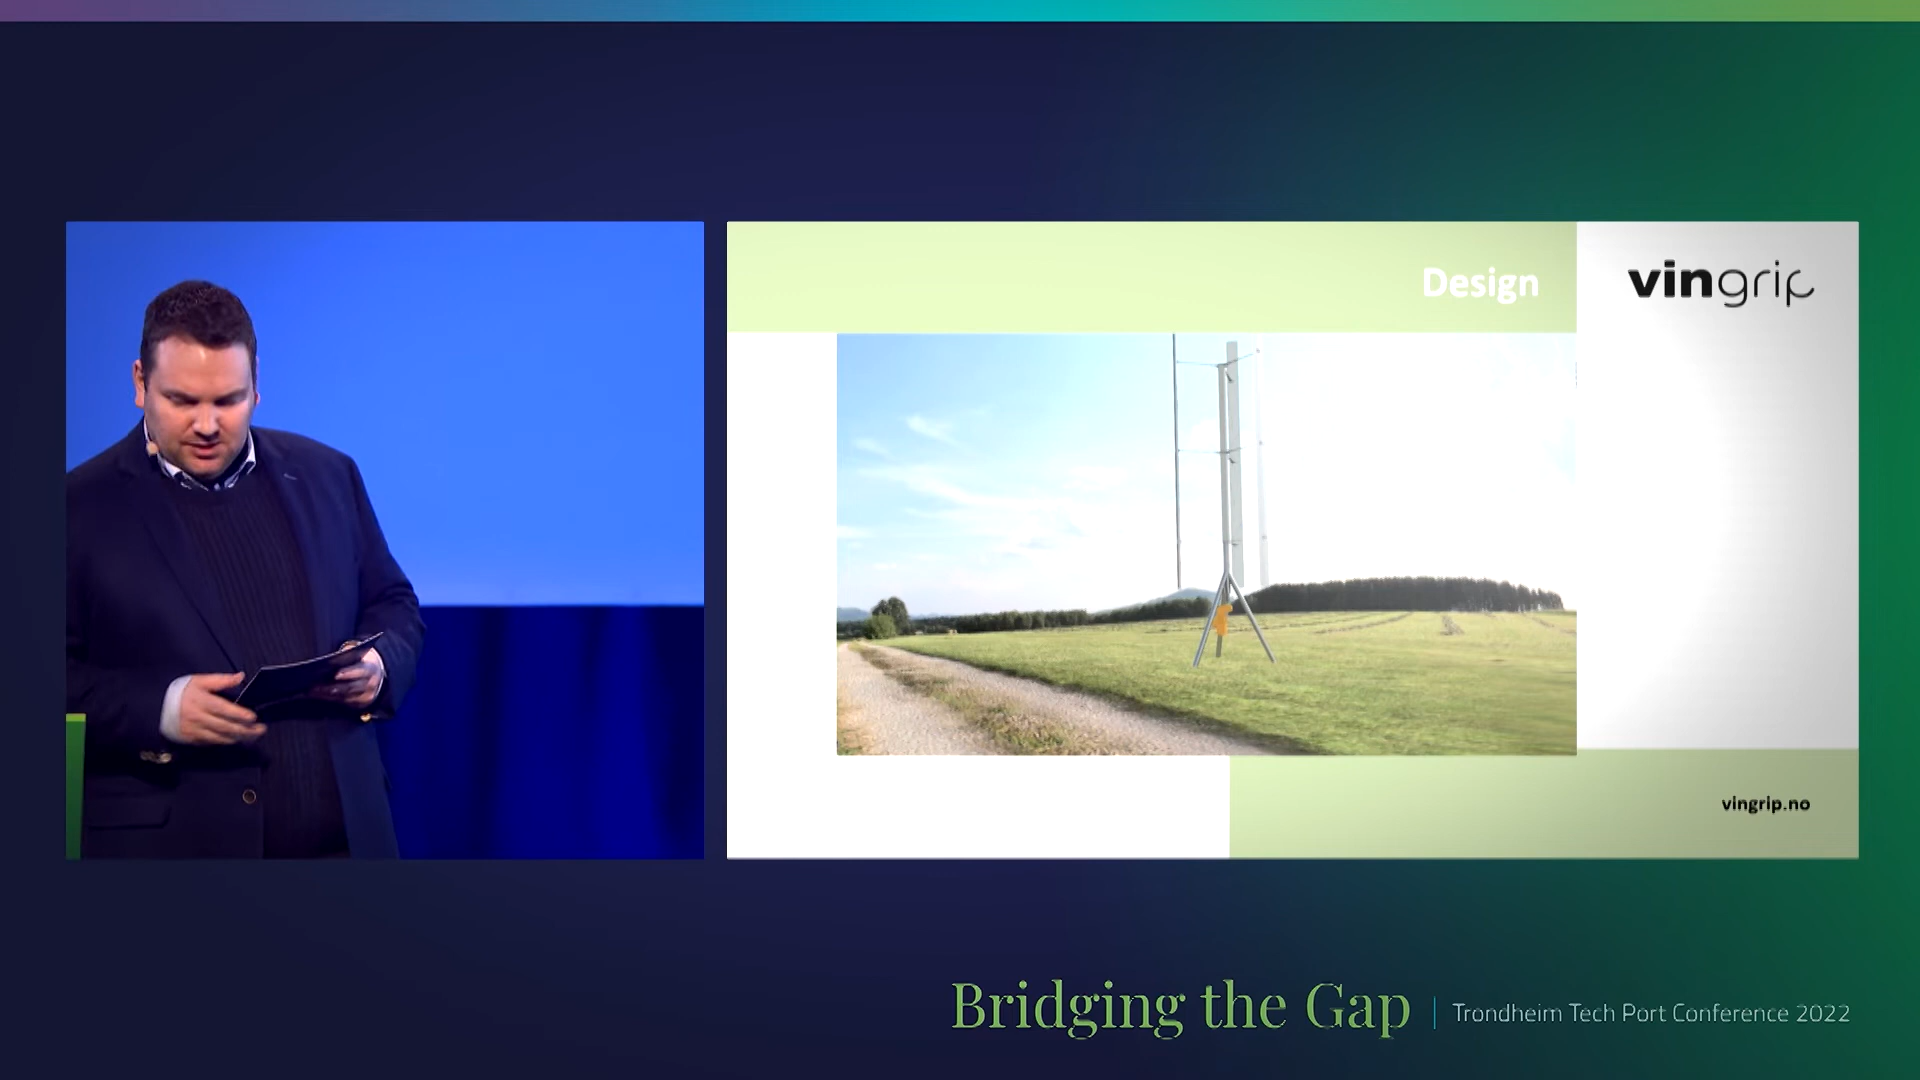 Design
vingrip
vingrip.no
Bridging the Gap | Trondheim Tech Port Conference 2022